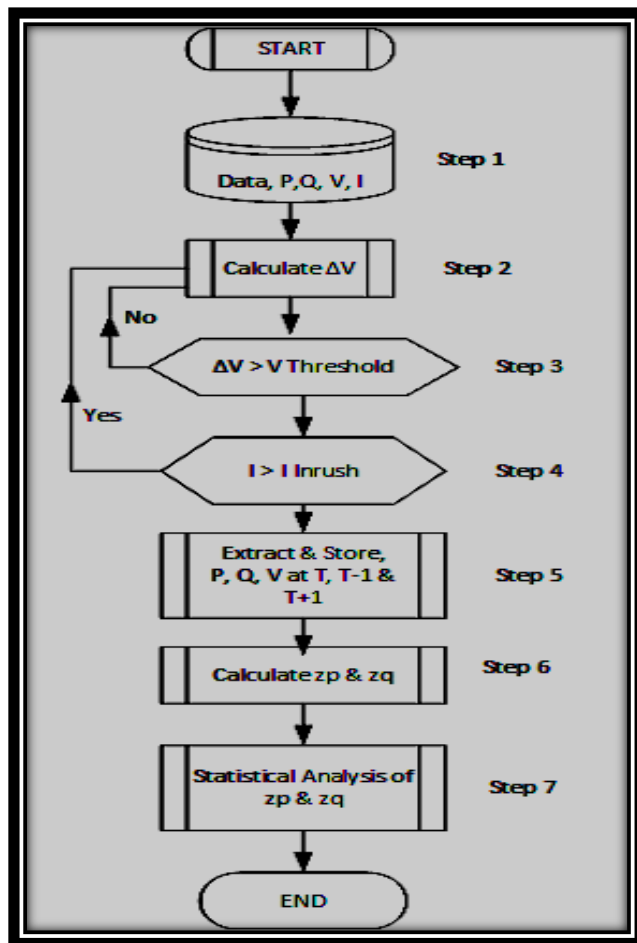 START
Data, P,Q, V, I
Step 1
Calculate ΔV
Step 2
No
ΔV > V Threshold
Step 3
Yes
I > I Inrush
Step 4
Extract & Store,
P, Q, V at T, T-1 &
T+1
Step 5
Calculate zp & zq
Step 6
Statistical Analysis of
zp & zq
Step 7
END